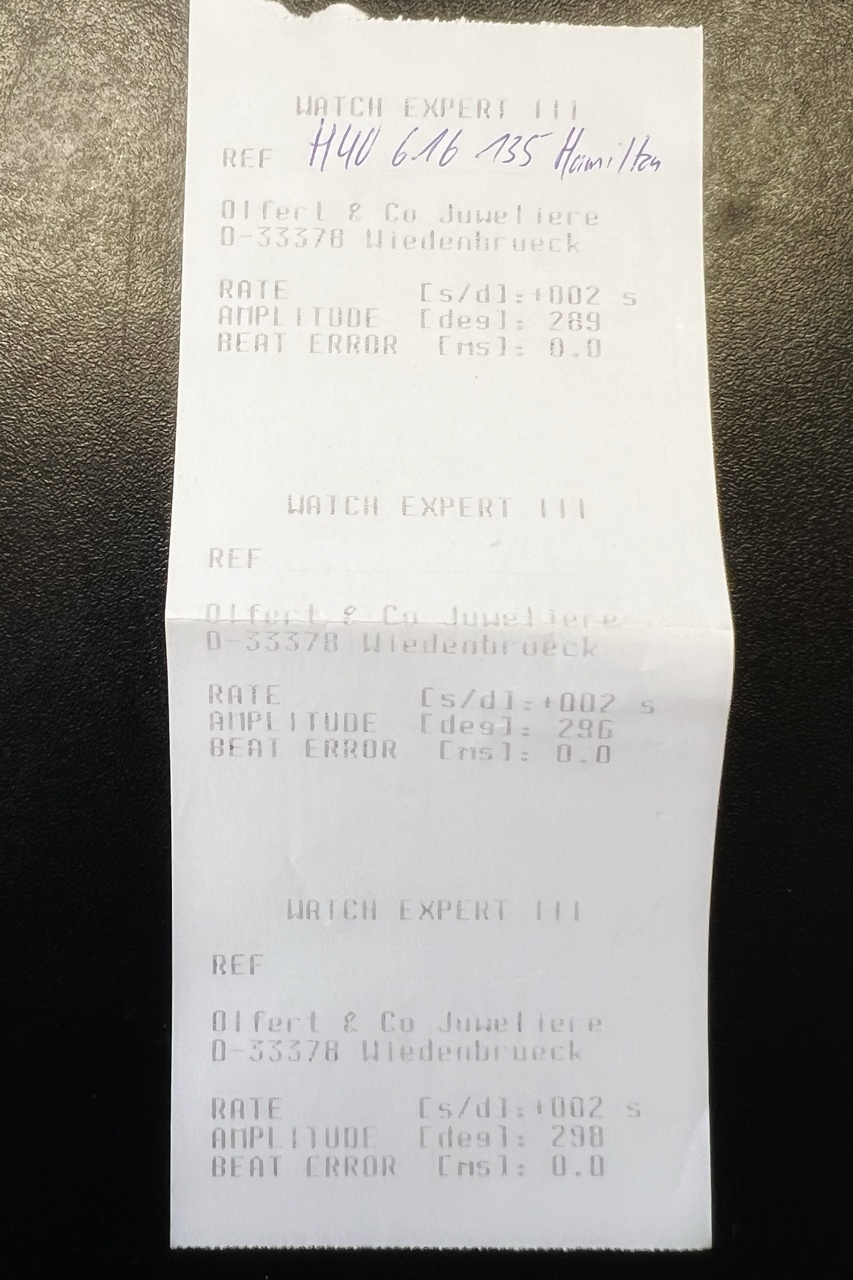 WATCH EXPERT III
REF H40 616 135 Hamilton
Olfert & Co Juweliere
D-33378 Wiedenbrueck
RATE [s/d]:+002 s
AMPLITUDE [deg]: 289
BEAT ERROR [ms]: 0.0
WATCH EXPERT III
REF
Olfert & Co Juweliere
D-33378 Wiedenbrueck
RATE [s/d]:+002 s
AMPLITUDE [deg]: 296
BEAT ERROR [ms]: 0.0
WATCH EXPERT III
REF
Olfert & Co Juweliere
D-33378 Wiedenbrueck
RATE [s/d]:+002 s
AMPLITUDE [deg]: 298
BEAT ERROR [ms]: 0.0